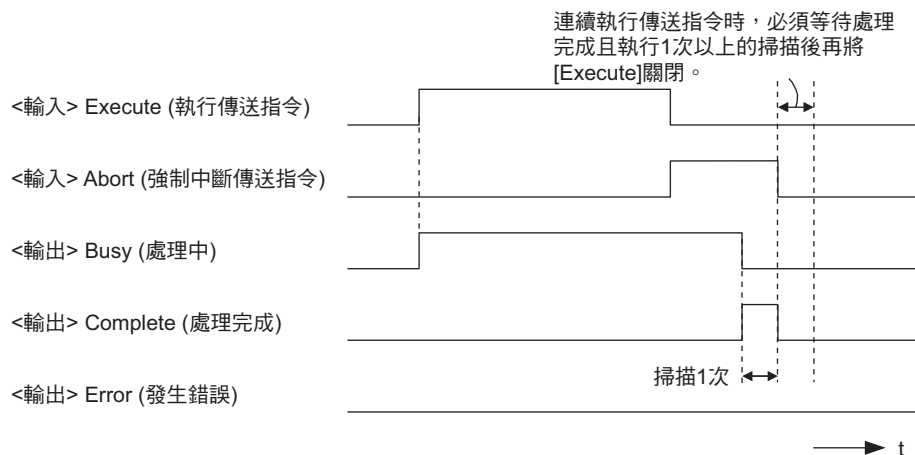 連續執行傳送指令時，必須等待處理
完成且執行1次以上的掃描後再將
[Execute]關閉。
<輸入> Execute (執行傳送指令)
<輸入> Abort (強制中斷傳送指令)
<輸出> Busy (處理中)
<輸出> Complete (處理完成)
掃描1次
<輸出> Error (發生錯誤)
t